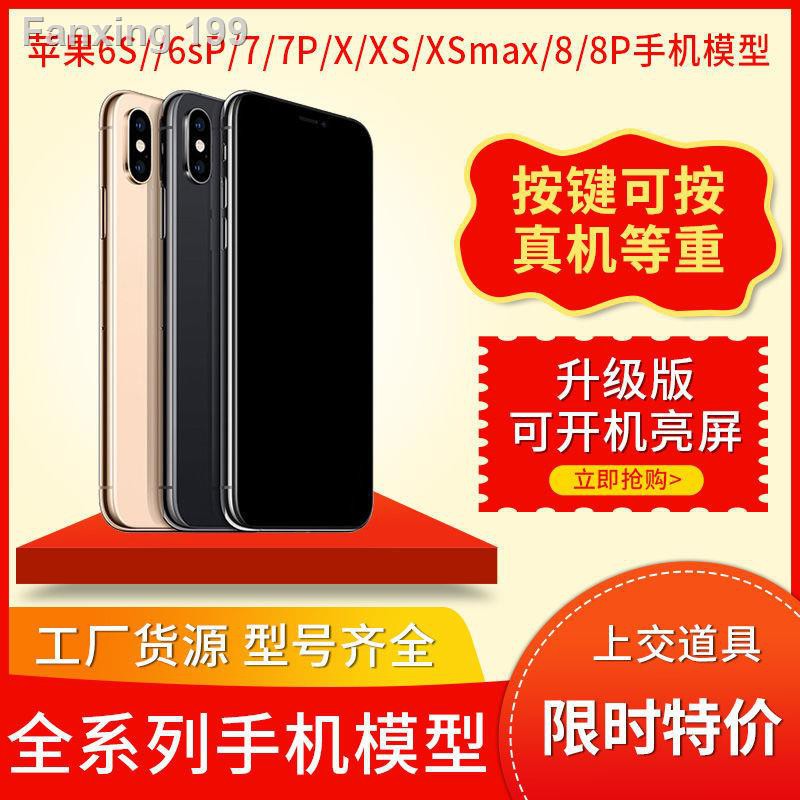 Eanxing 199
苹果6S//6sP/7/7P/X/XS/XSmax/8/8P手机模型
按键可按
真机等重
升级版
可开机亮屏
立即抢购>
工厂货源 型号齐全
上交道具
全系列手机模型
限时特价